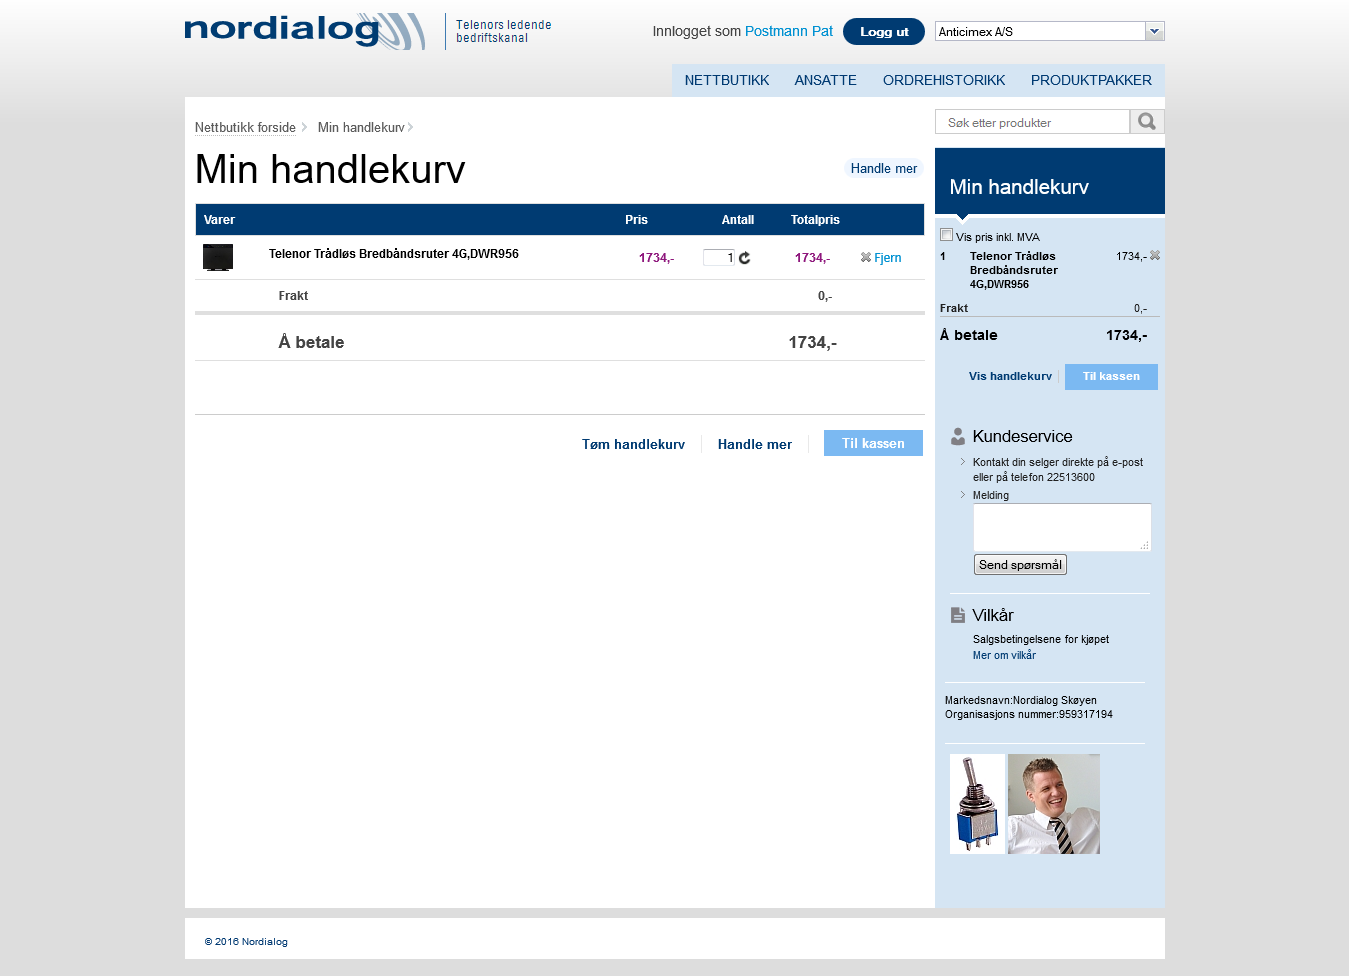 nordialog
Telenors ledende
bedriftskanal
Innlogget som Postmann Pat
Logg ut
Anticimex A/S
NETTBUTIKK ANSATTE ORDREHISTORIKK PRODUKTPAKKER
Nettbutikk forside Min handlekurv
Min handlekurv
Handle mer
Varer Pris Antall Totalpris
Telenor Trådløs Bredbåndsruter 4G,DWR956 1734,- 1 1734,- Fjern
Frakt 0,-
Å betale 1734,-
Tøm handlekurv Handle mer Til kassen
Søk etter produkter
Min handlekurv
Vis pris inkl. MVA
1 Telenor Trådløs 1734,-
Bredbåndsruter
4G,DWR956
Frakt 0,-
Å betale 1734,-
Vis handlekurv Til kassen
Kundeservice
Kontakt din selger direkte på e-post
eller på telefon 22513600
Melding
Send spørsmål
Vilkår
Salgsbetingelsene for kjøpet
Mer om vilkår
Markedsnavn:Nordialog Skøyen
Organisasjons nummer:959317194
© 2016 Nordialog